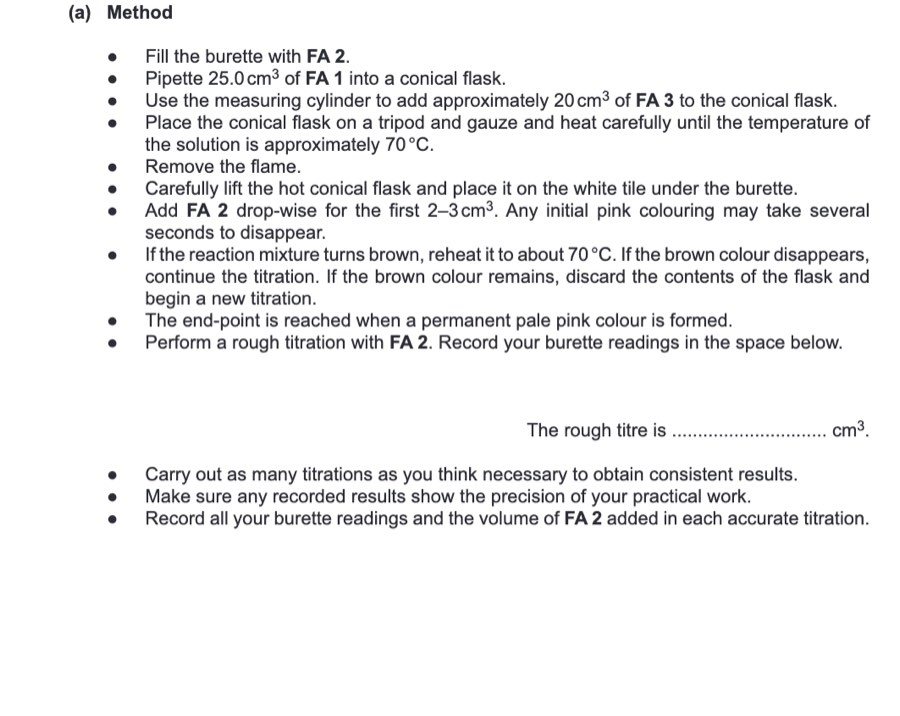 (a) Method
• Fill the burette with FA 2.
• Pipette 25.0 cm³ of FA 1 into a conical flask.
• Use the measuring cylinder to add approximately 20 cm³ of FA 3 to the conical flask.
• Place the conical flask on a tripod and gauze and heat carefully until the temperature of
the solution is approximately 70 °C.
• Remove the flame.
• Carefully lift the hot conical flask and place it on the white tile under the burette.
• Add FA 2 drop-wise for the first 2–3 cm³. Any initial pink colouring may take several
seconds to disappear.
• If the reaction mixture turns brown, reheat it to about 70 °C. If the brown colour disappears,
continue the titration. If the brown colour remains, discard the contents of the flask and
begin a new titration.
• The end-point is reached when a permanent pale pink colour is formed.
• Perform a rough titration with FA 2. Record your burette readings in the space below.
The rough titre is .............................. cm³.
• Carry out as many titrations as you think necessary to obtain consistent results.
• Make sure any recorded results show the precision of your practical work.
• Record all your burette readings and the volume of FA 2 added in each accurate titration.